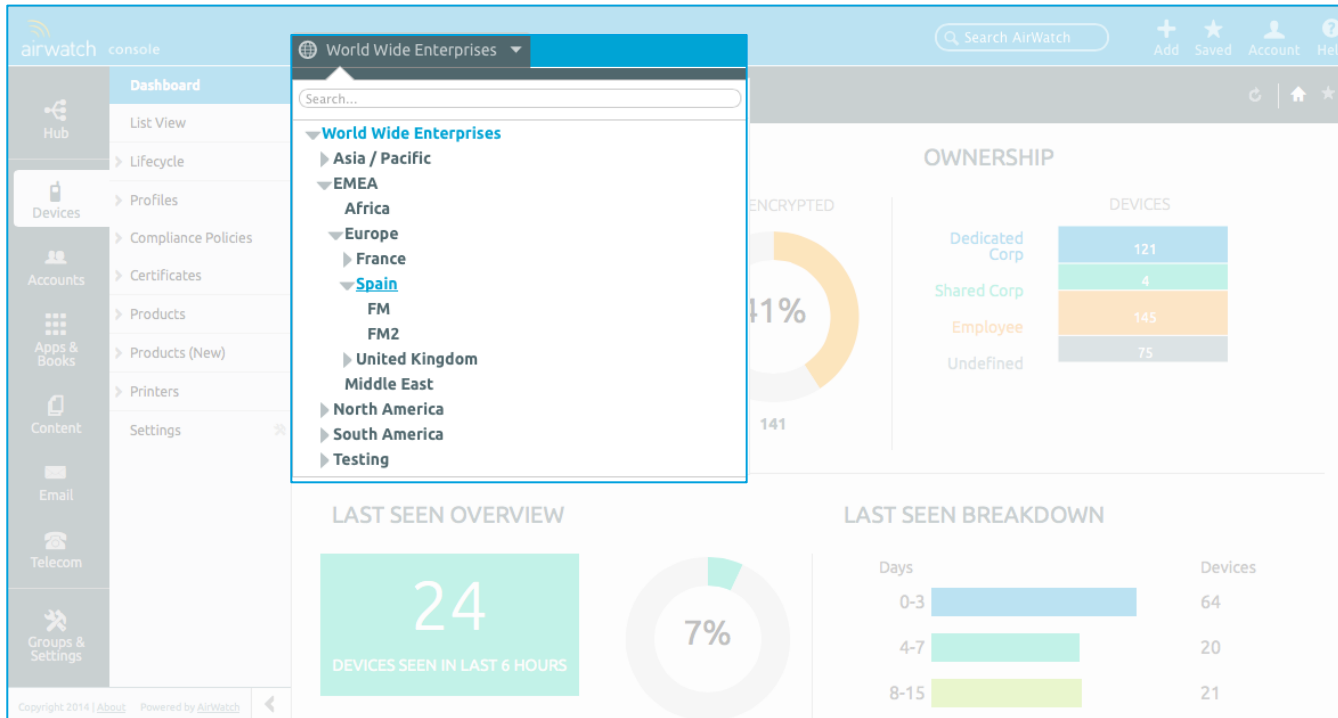 airwatch console
World Wide Enterprises
Search AirWatch
Add
Saved
Account
Hub
Devices
Accounts
Apps &
Books
Content
Email
Telecom
Groups &
Settings
Dashboard
List View
Lifecycle
Profiles
Compliance Policies
Certificates
Products
Products (New)
Printers
Settings
Copyright 2014 | About Powered by AirWatch
Search...
World Wide Enterprises
Asia / Pacific
EMEA
Africa
Europe
France
Spain
FM
FM2
United Kingdom
Middle East
North America
South America
Testing
ENCRYPTED
41%
141
OWNERSHIP
DEVICES
Dedicated
Corp
121
Shared Corp
4
Employee
145
Undefined
75
LAST SEEN OVERVIEW
24
DEVICES SEEN IN LAST 6 HOURS
7%
LAST SEEN BREAKDOWN
Days Devices
0-3 64
4-7 20
8-15 21